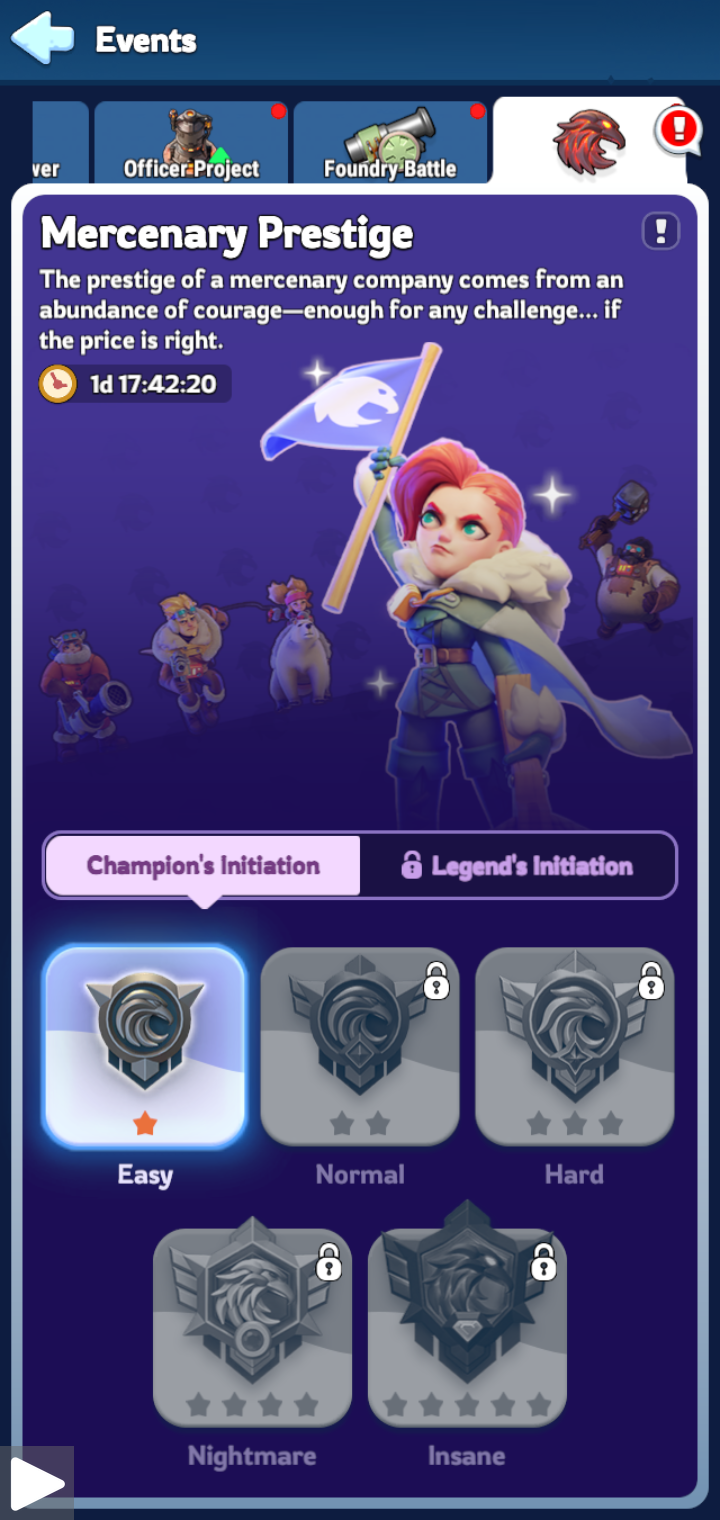 Events
ver
Officer Project
Foundry Battle
Mercenary Prestige
The prestige of a mercenary company comes from an
abundance of courage—enough for any challenge... if
the price is right.
1d 17:42:20
Champion's Initiation
Legend's Initiation
Easy
Normal
Hard
Nightmare
Insane